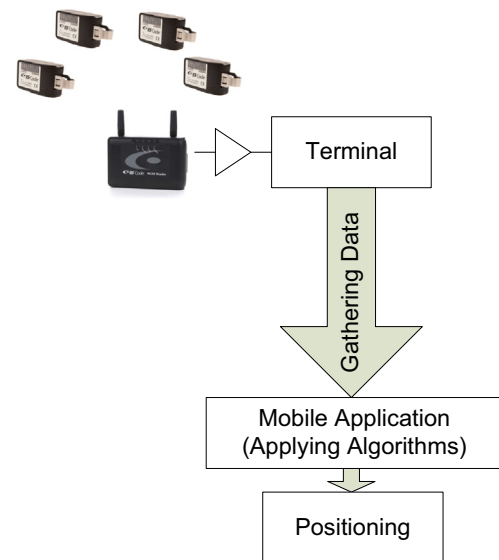 Terminal
Gathering Data
Mobile Application
(Applying Algorithms)
Positioning